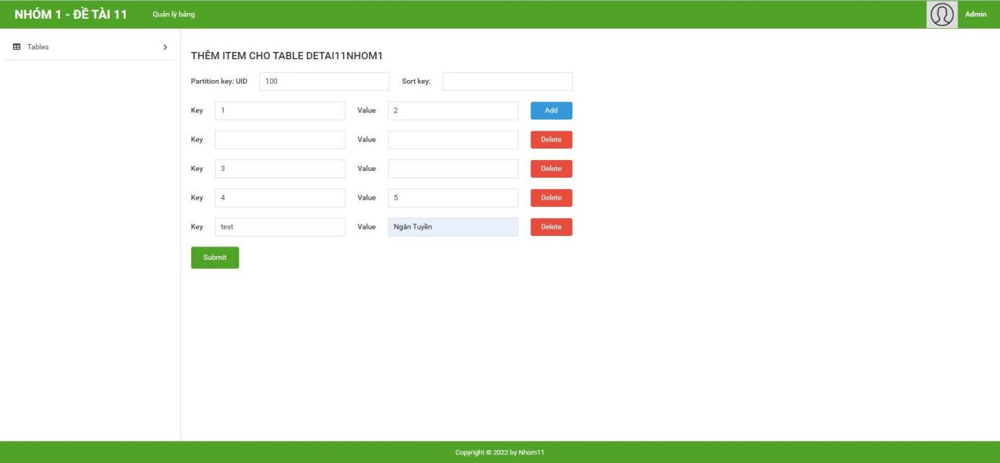 NHÓM 1 - ĐỀ TÀI 11 Quản lý bảng Admin
Tables
THÊM ITEM CHO TABLE DETAI11NHOM1
Partition key: UID 100 Sort key:
Key 1 Value 2 Add
Key Value Delete
Key 3 Value Delete
Key 4 Value 5 Delete
Key test Value Ngân Tuyền Delete
Submit
Copyright © 2022 by Nhom11